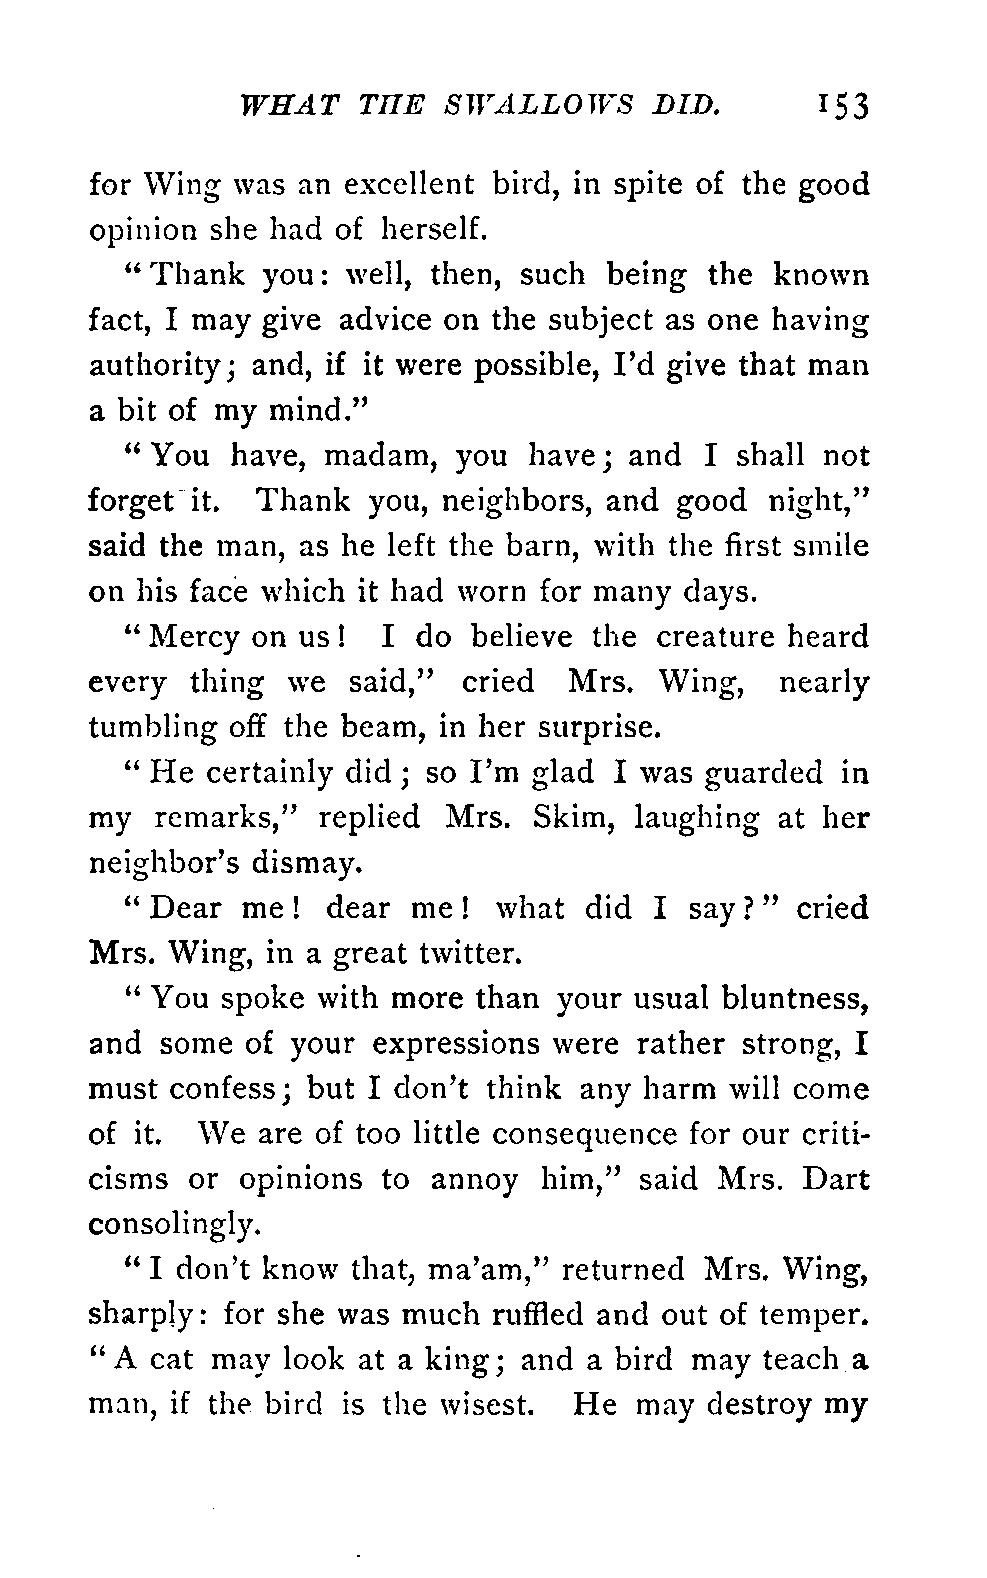 WHAT THE SWALLOWS DID. 153
for Wing was an excellent bird, in spite of the good
opinion she had of herself.
“Thank you: well, then, such being the known
fact, I may give advice on the subject as one having
authority; and, if it were possible, I’d give that man
a bit of my mind.”
“You have, madam, you have; and I shall not
forget it. Thank you, neighbors, and good night,”
said the man, as he left the barn, with the first smile
on his face which it had worn for many days.
“Mercy on us! I do believe the creature heard
every thing we said,” cried Mrs. Wing, nearly
tumbling off the beam, in her surprise.
“He certainly did; so I’m glad I was guarded in
my remarks,” replied Mrs. Skim, laughing at her
neighbor’s dismay.
“Dear me! dear me! what did I say?” cried
Mrs. Wing, in a great twitter.
“You spoke with more than your usual bluntness,
and some of your expressions were rather strong, I
must confess; but I don’t think any harm will come
of it. We are of too little consequence for our criti-
cisms or opinions to annoy him,” said Mrs. Dart
consolingly.
“I don’t know that, ma’am,” returned Mrs. Wing,
sharply: for she was much ruffled and out of temper.
“A cat may look at a king; and a bird may teach a
man, if the bird is the wisest. He may destroy my